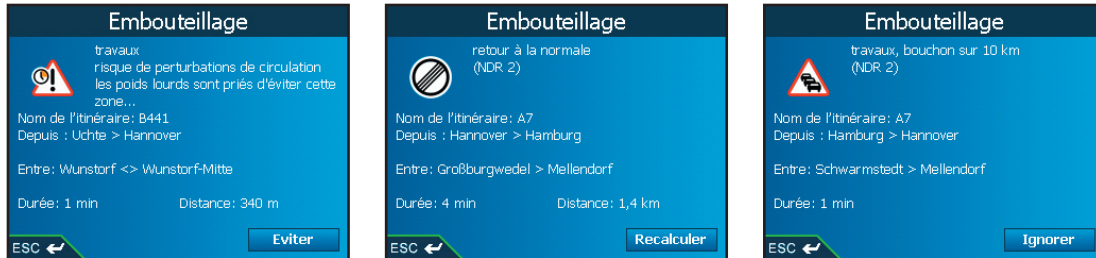 Embouteillage
travaux
risque de perturbations de circulation
les poids lourds sont priés d'éviter cette
zone...
Nom de l'itinéraire: B441
Depuis : Uchte > Hannover
Entre: Wunstorf <> Wunstorf-Mitte
Durée: 1 min Distance: 340 m
ESC Eviter
Embouteillage
retour à la normale
(NDR 2)
Nom de l'itinéraire: A7
Depuis : Hannover > Hamburg
Entre: Großburgwedel > Mellendorf
Durée: 4 min Distance: 1,4 km
ESC Recalculer
Embouteillage
travaux, bouchon sur 10 km
(NDR 2)
Nom de l'itinéraire: A7
Depuis : Hamburg > Hannover
Entre: Schwarmstedt > Mellendorf
Durée: 1 min
ESC Ignorer